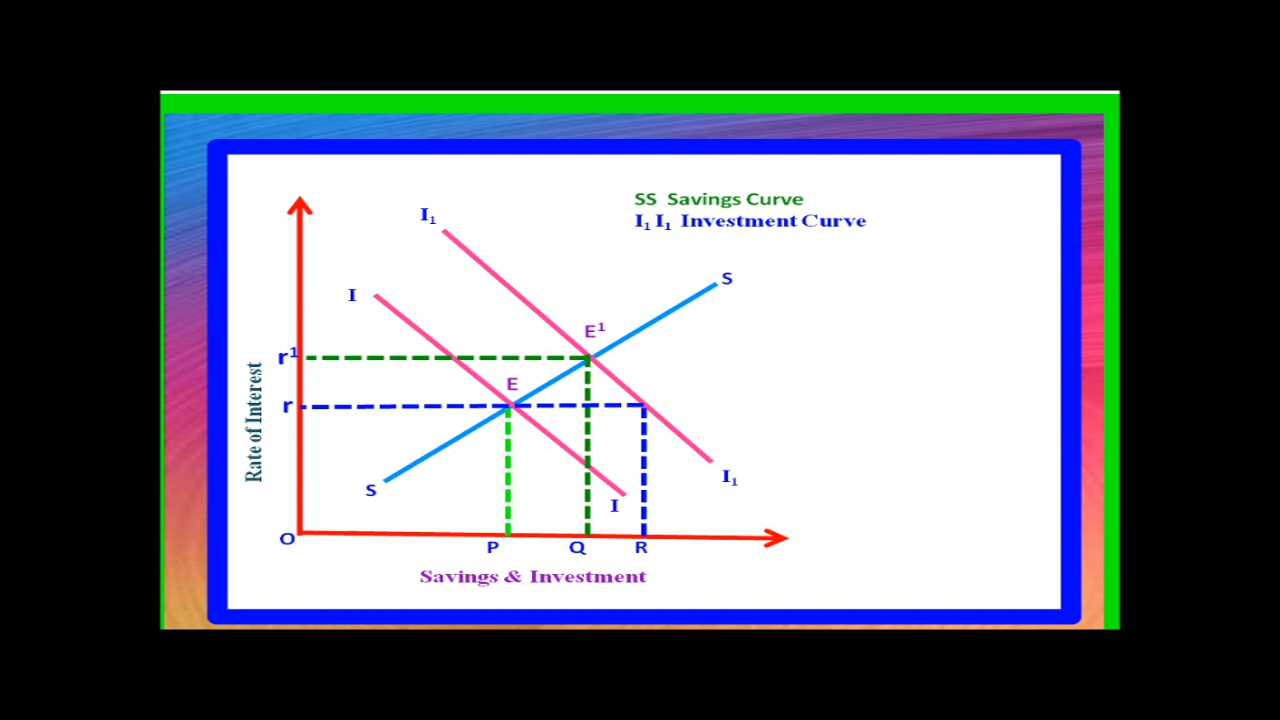 SS Savings Curve
I₁ I₁ Investment Curve
I₁
I
S
E¹
r¹
E
r
Rate of Interest
S
I₁
I
O
P Q R
Savings & Investment